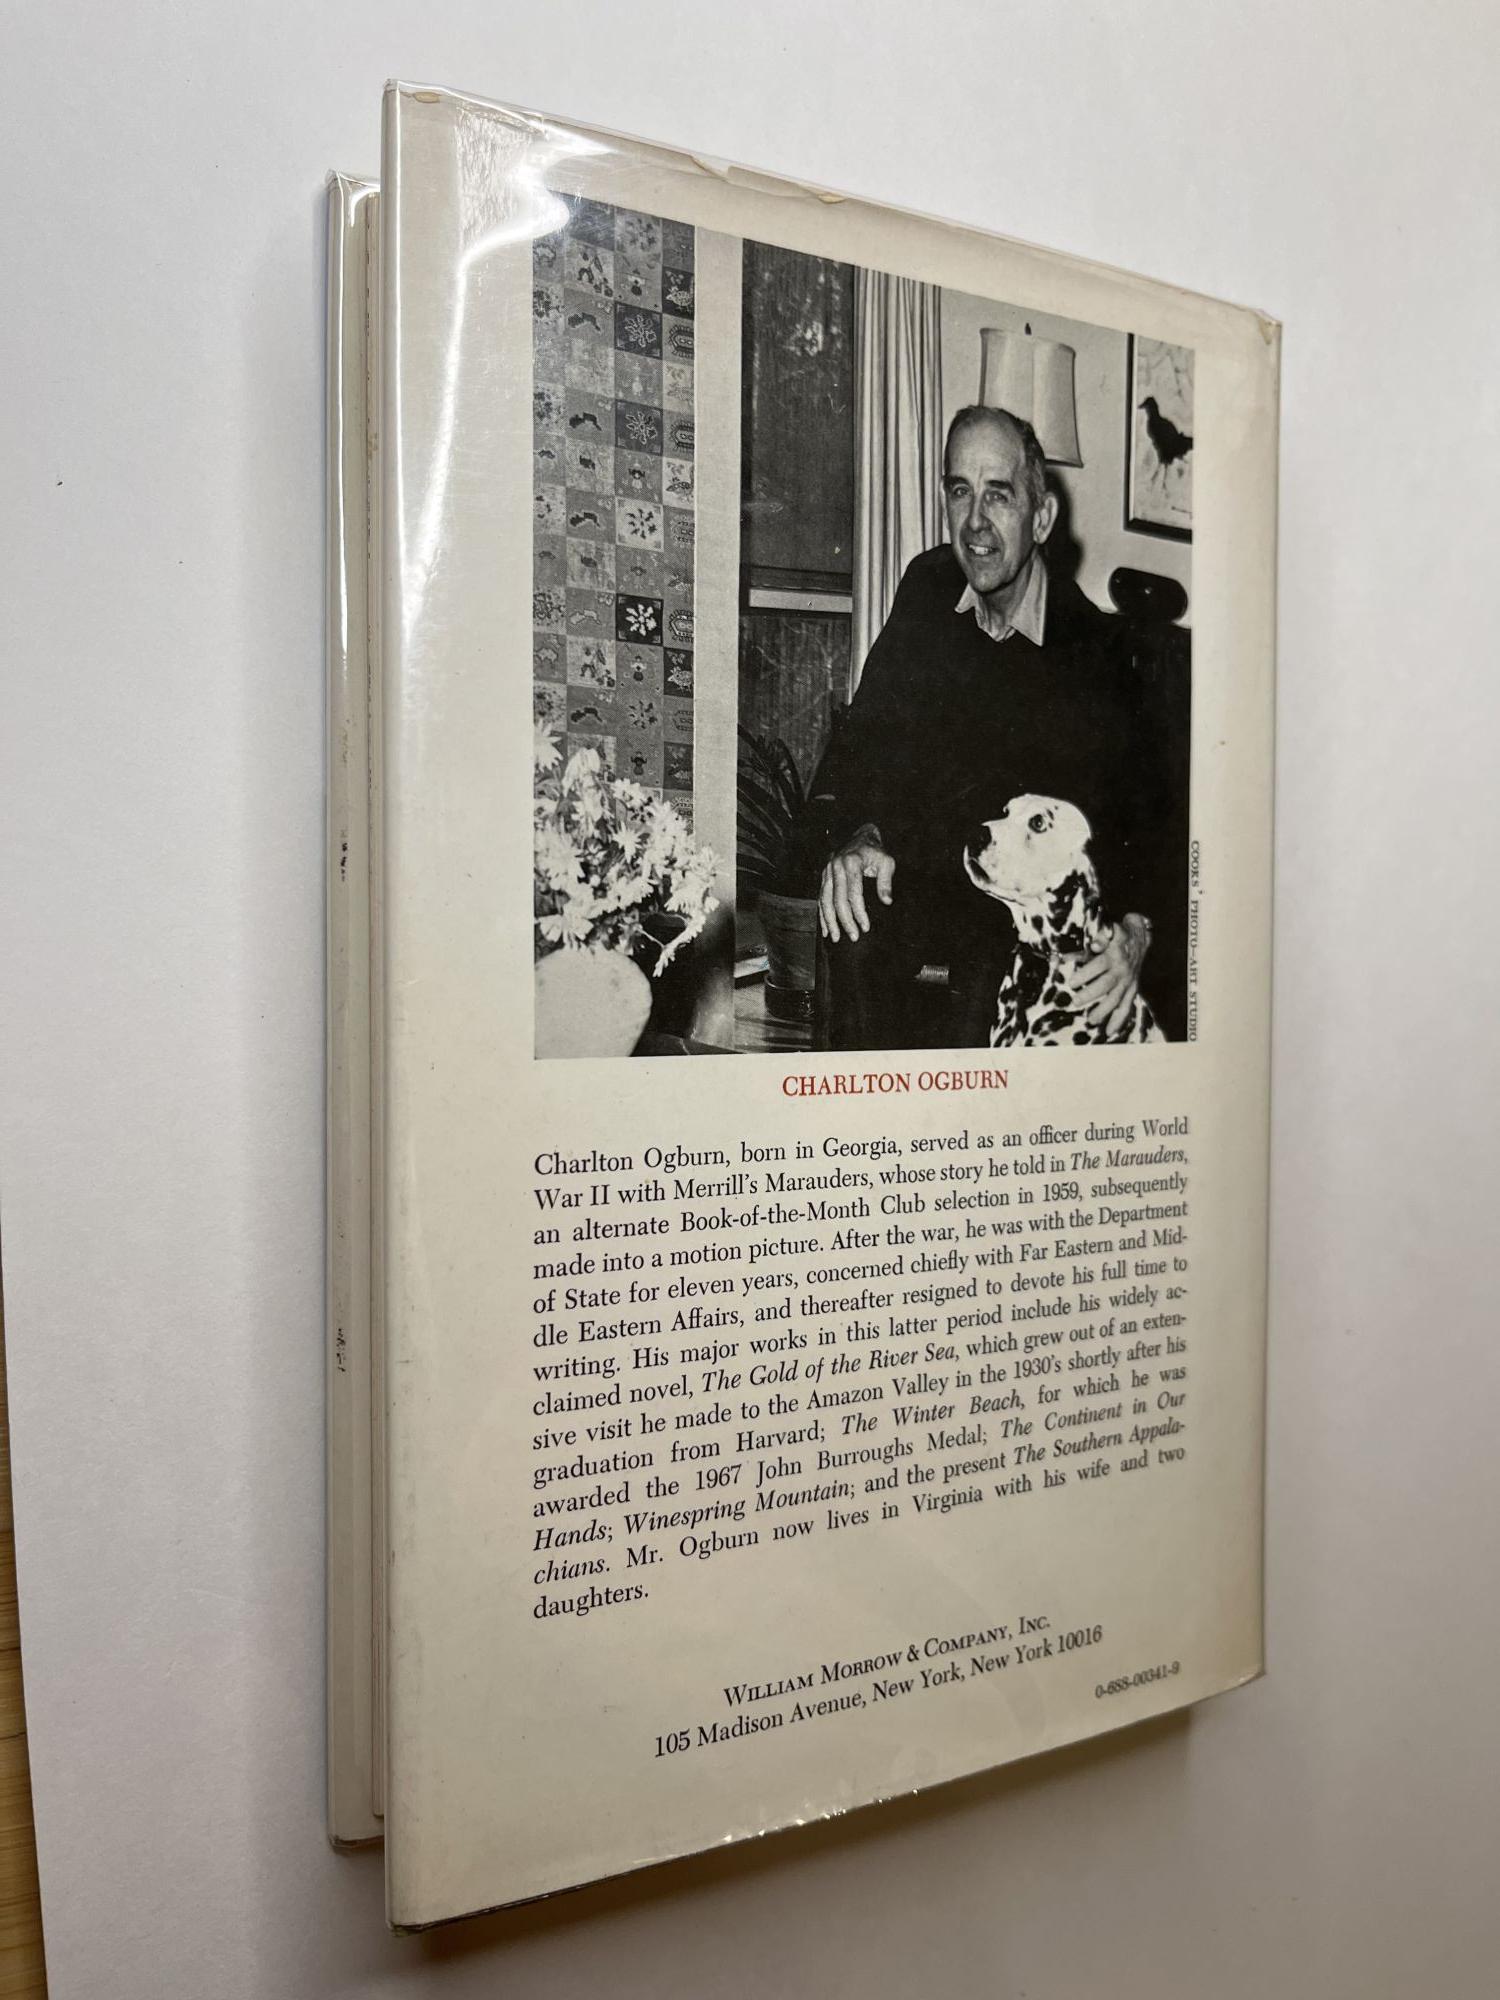 COOKS' PHOTO-ART STUDIO
CHARLTON OGBURN
Charlton Ogburn, born in Georgia, served as an officer during World
War II with Merrill's Marauders, whose story he told in The Marauders,
an alternate Book-of-the-Month Club selection in 1959, subsequently
made into a motion picture. After the war, he was with the Department
of State for eleven years, concerned chiefly with Far Eastern and Mid-
dle Eastern Affairs, and thereafter resigned to devote his full time to
writing. His major works in this latter period include his widely ac-
claimed novel, The Gold of the River Sea, which grew out of an exten-
sive visit he made to the Amazon Valley in the 1930's shortly after his
graduation from Harvard; The Winter Beach, for which he was
awarded the 1967 John Burroughs Medal; The Continent in Our
Hands; Winespring Mountain; and the present The Southern Appala-
chians. Mr. Ogburn now lives in Virginia with his wife and two
daughters.
WILLIAM MORROW & COMPANY, INC.
105 Madison Avenue, New York, New York 10016
0-688-00341-9